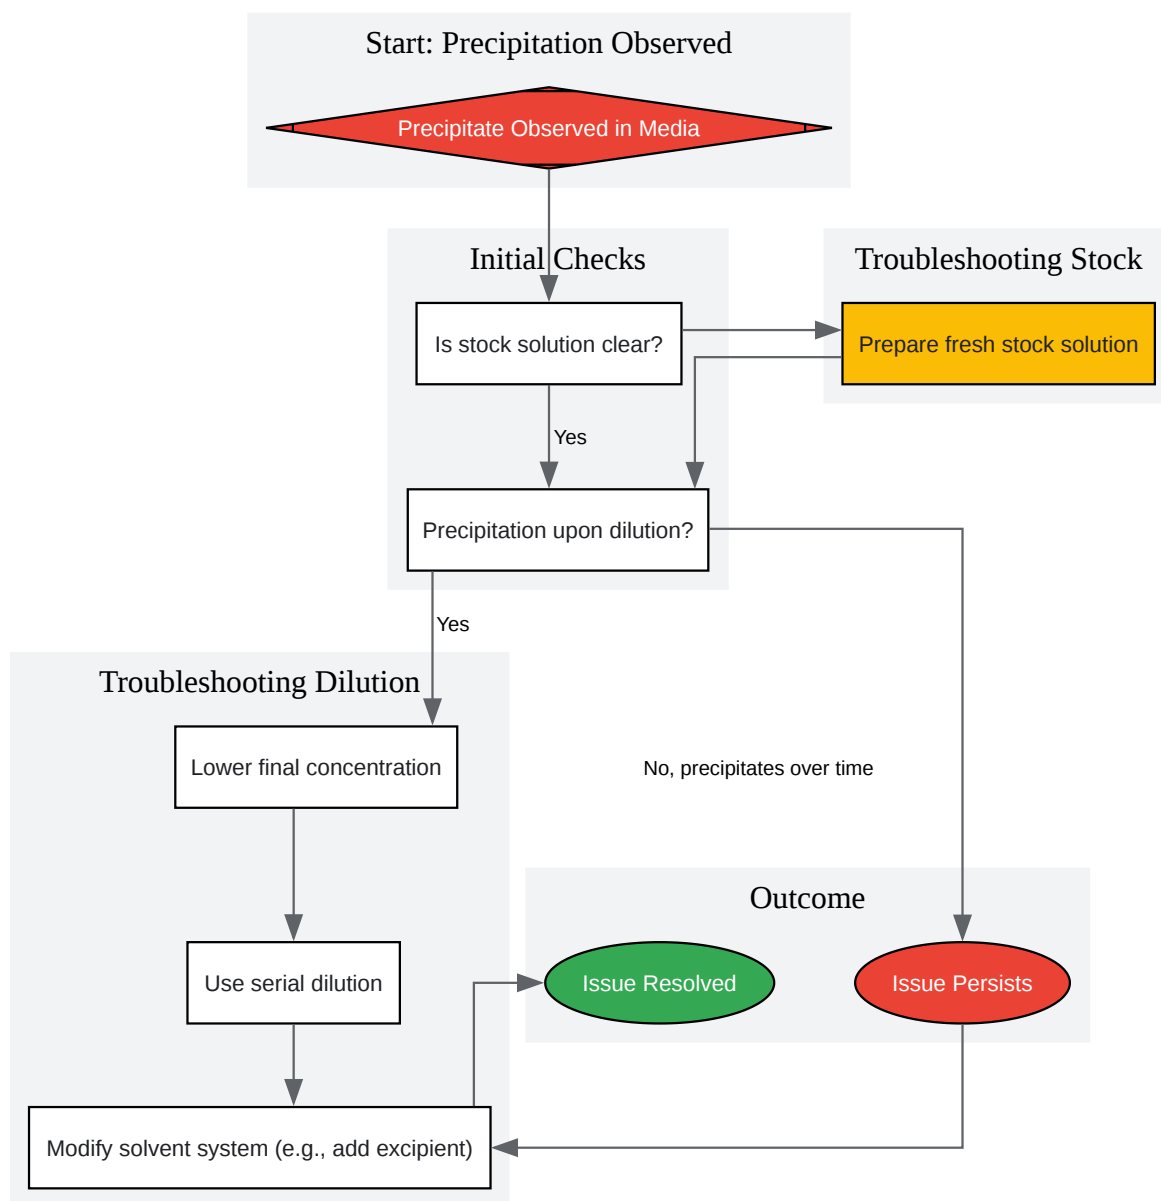 Start: Precipitation Observed
Precipitate Observed in Media
Initial Checks
Troubleshooting Stock
Is stock solution clear?
Prepare fresh stock solution
Yes
Precipitation upon dilution?
Yes
Troubleshooting Dilution
Lower final concentration
No, precipitates over time
Outcome
Use serial dilution
Issue Resolved
Issue Persists
Modify solvent system (e.g., add excipient)